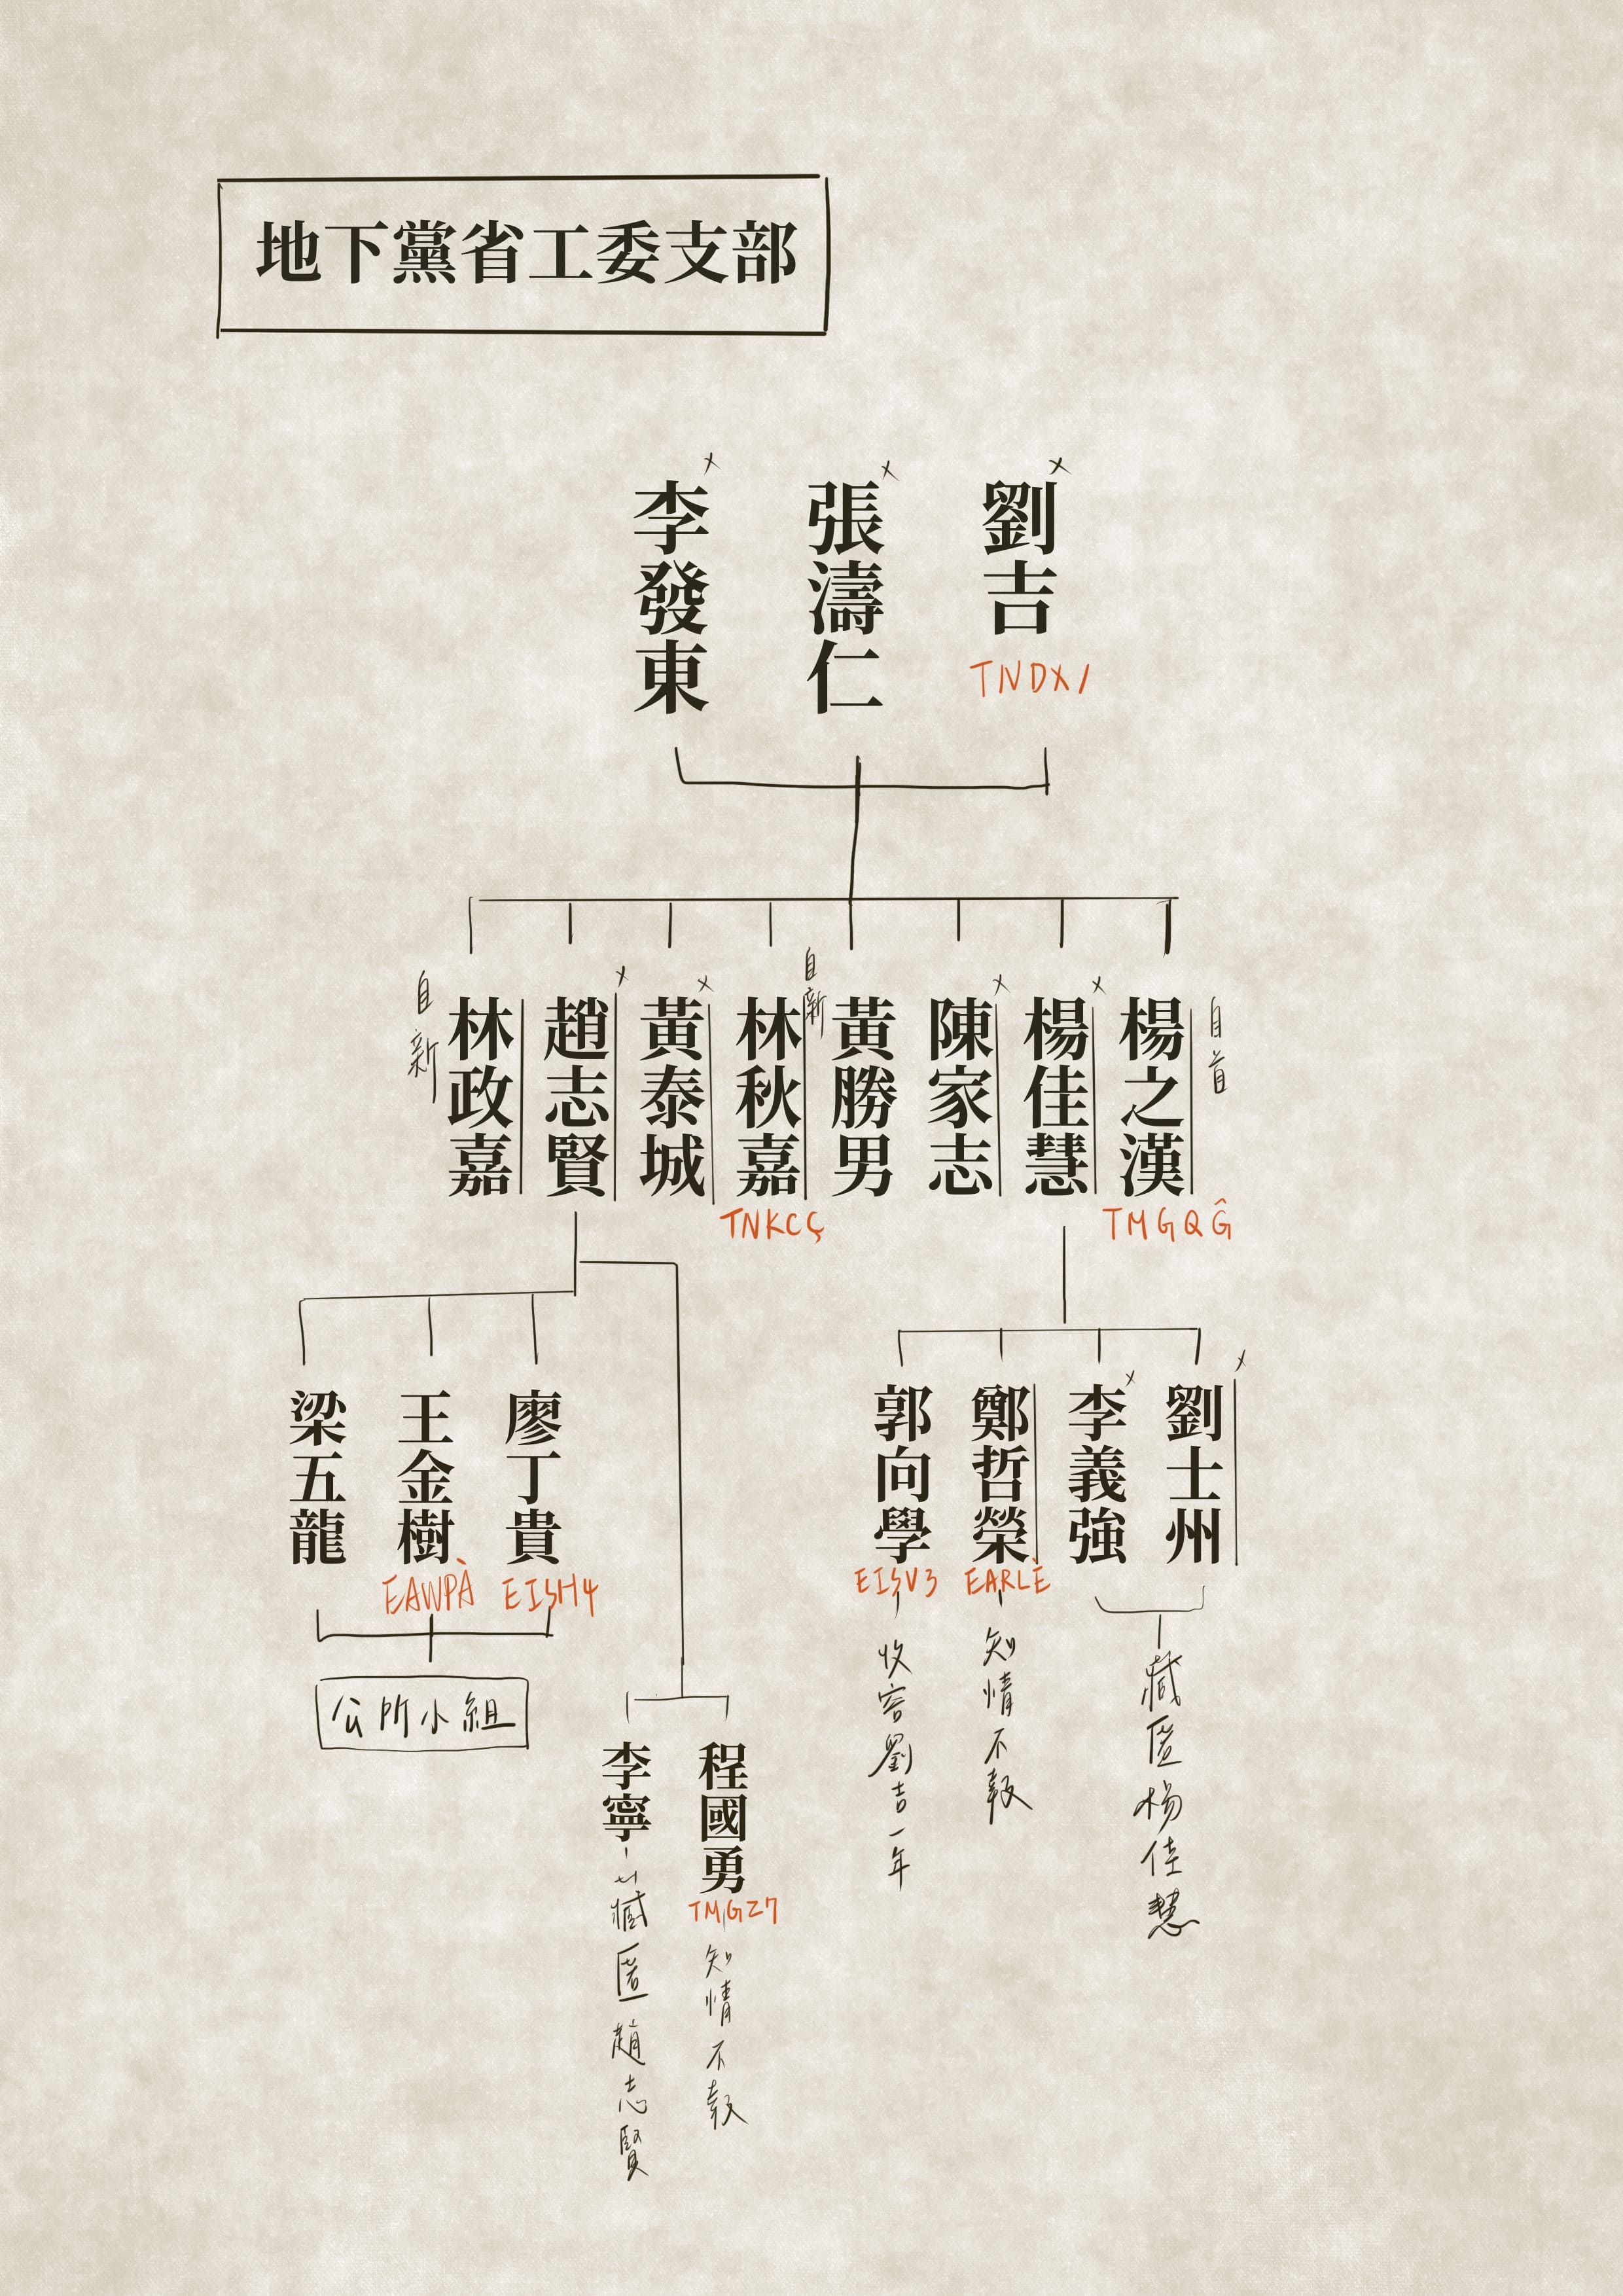 地下黨省工委支部
劉吉
TNDX1
張濤仁
李發東
自首
楊之漢
TMGQĜ
楊佳慧
陳家志
黃勝男
自新
林秋嘉
TNKCÇ
黃泰城
趙志賢
林政嘉
自新
劉士州
李義強
藏匿楊佳慧
鄭哲榮
EARLÈ
知情不報
郭向學
EISV3
收容劉吉一年
廖丁貴
EISH4
王金樹
EAWPÀ
梁五龍
公所小組
程國勇
TMGZ7
知情不報
李寧
藏匿趙志賢